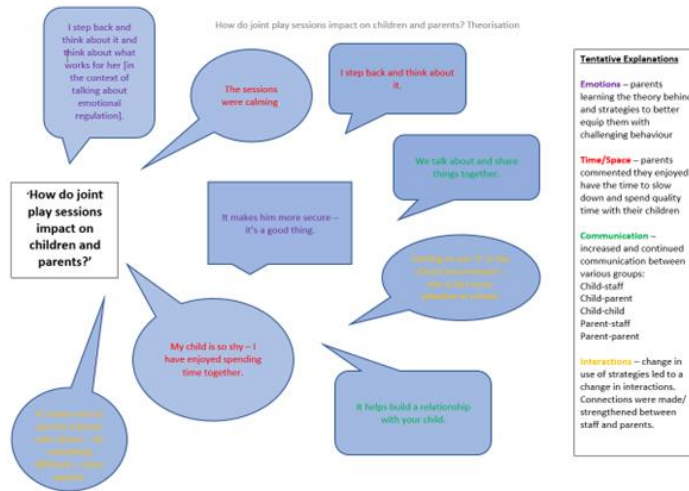 How do joint play sessions impact on children and parents? Theorisation
I step back and
think about it and
think about what
works for her [in
the context of
talking about
emotional
regulation].
The sessions
were calming
I step back and think about
it.
We talk about and share
things together.
'How do joint
play sessions
impact on
children and
parents?'
It makes him more secure –
it's a good thing.
My child is so shy – I
have enjoyed spending
time together.
It helps build a relationship
with your child.
Tentative Explanations
Emotions – parents
learning the theory behind
and strategies to better
equip them with
challenging behaviour
Time/Space – parents
commented they enjoyed
have the time to slow
down and spend quality
time with their children
Communication –
increased and continued
communication between
various groups:
Child-staff
Child-parent
Child-child
Parent-staff
Parent-parent
Interactions – change in
use of strategies led to a
change in interactions.
Connections were made/
strengthened between
staff and parents.